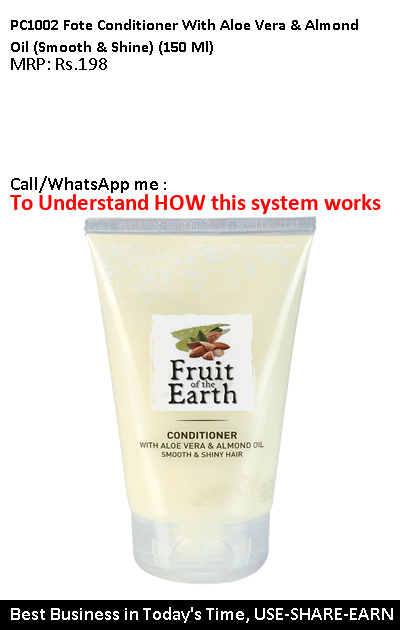 PC1002 Fote Conditioner With Aloe Vera & Almond
Oil (Smooth & Shine) (150 Ml)
MRP: Rs.198
Call/WhatsApp me :
To Understand HOW this system works
Fruit
of the
Earth
CONDITIONER
WITH ALOE VERA & ALMOND OIL
SMOOTH & SHINY HAIR
Best Business in Today's Time, USE-SHARE-EARN